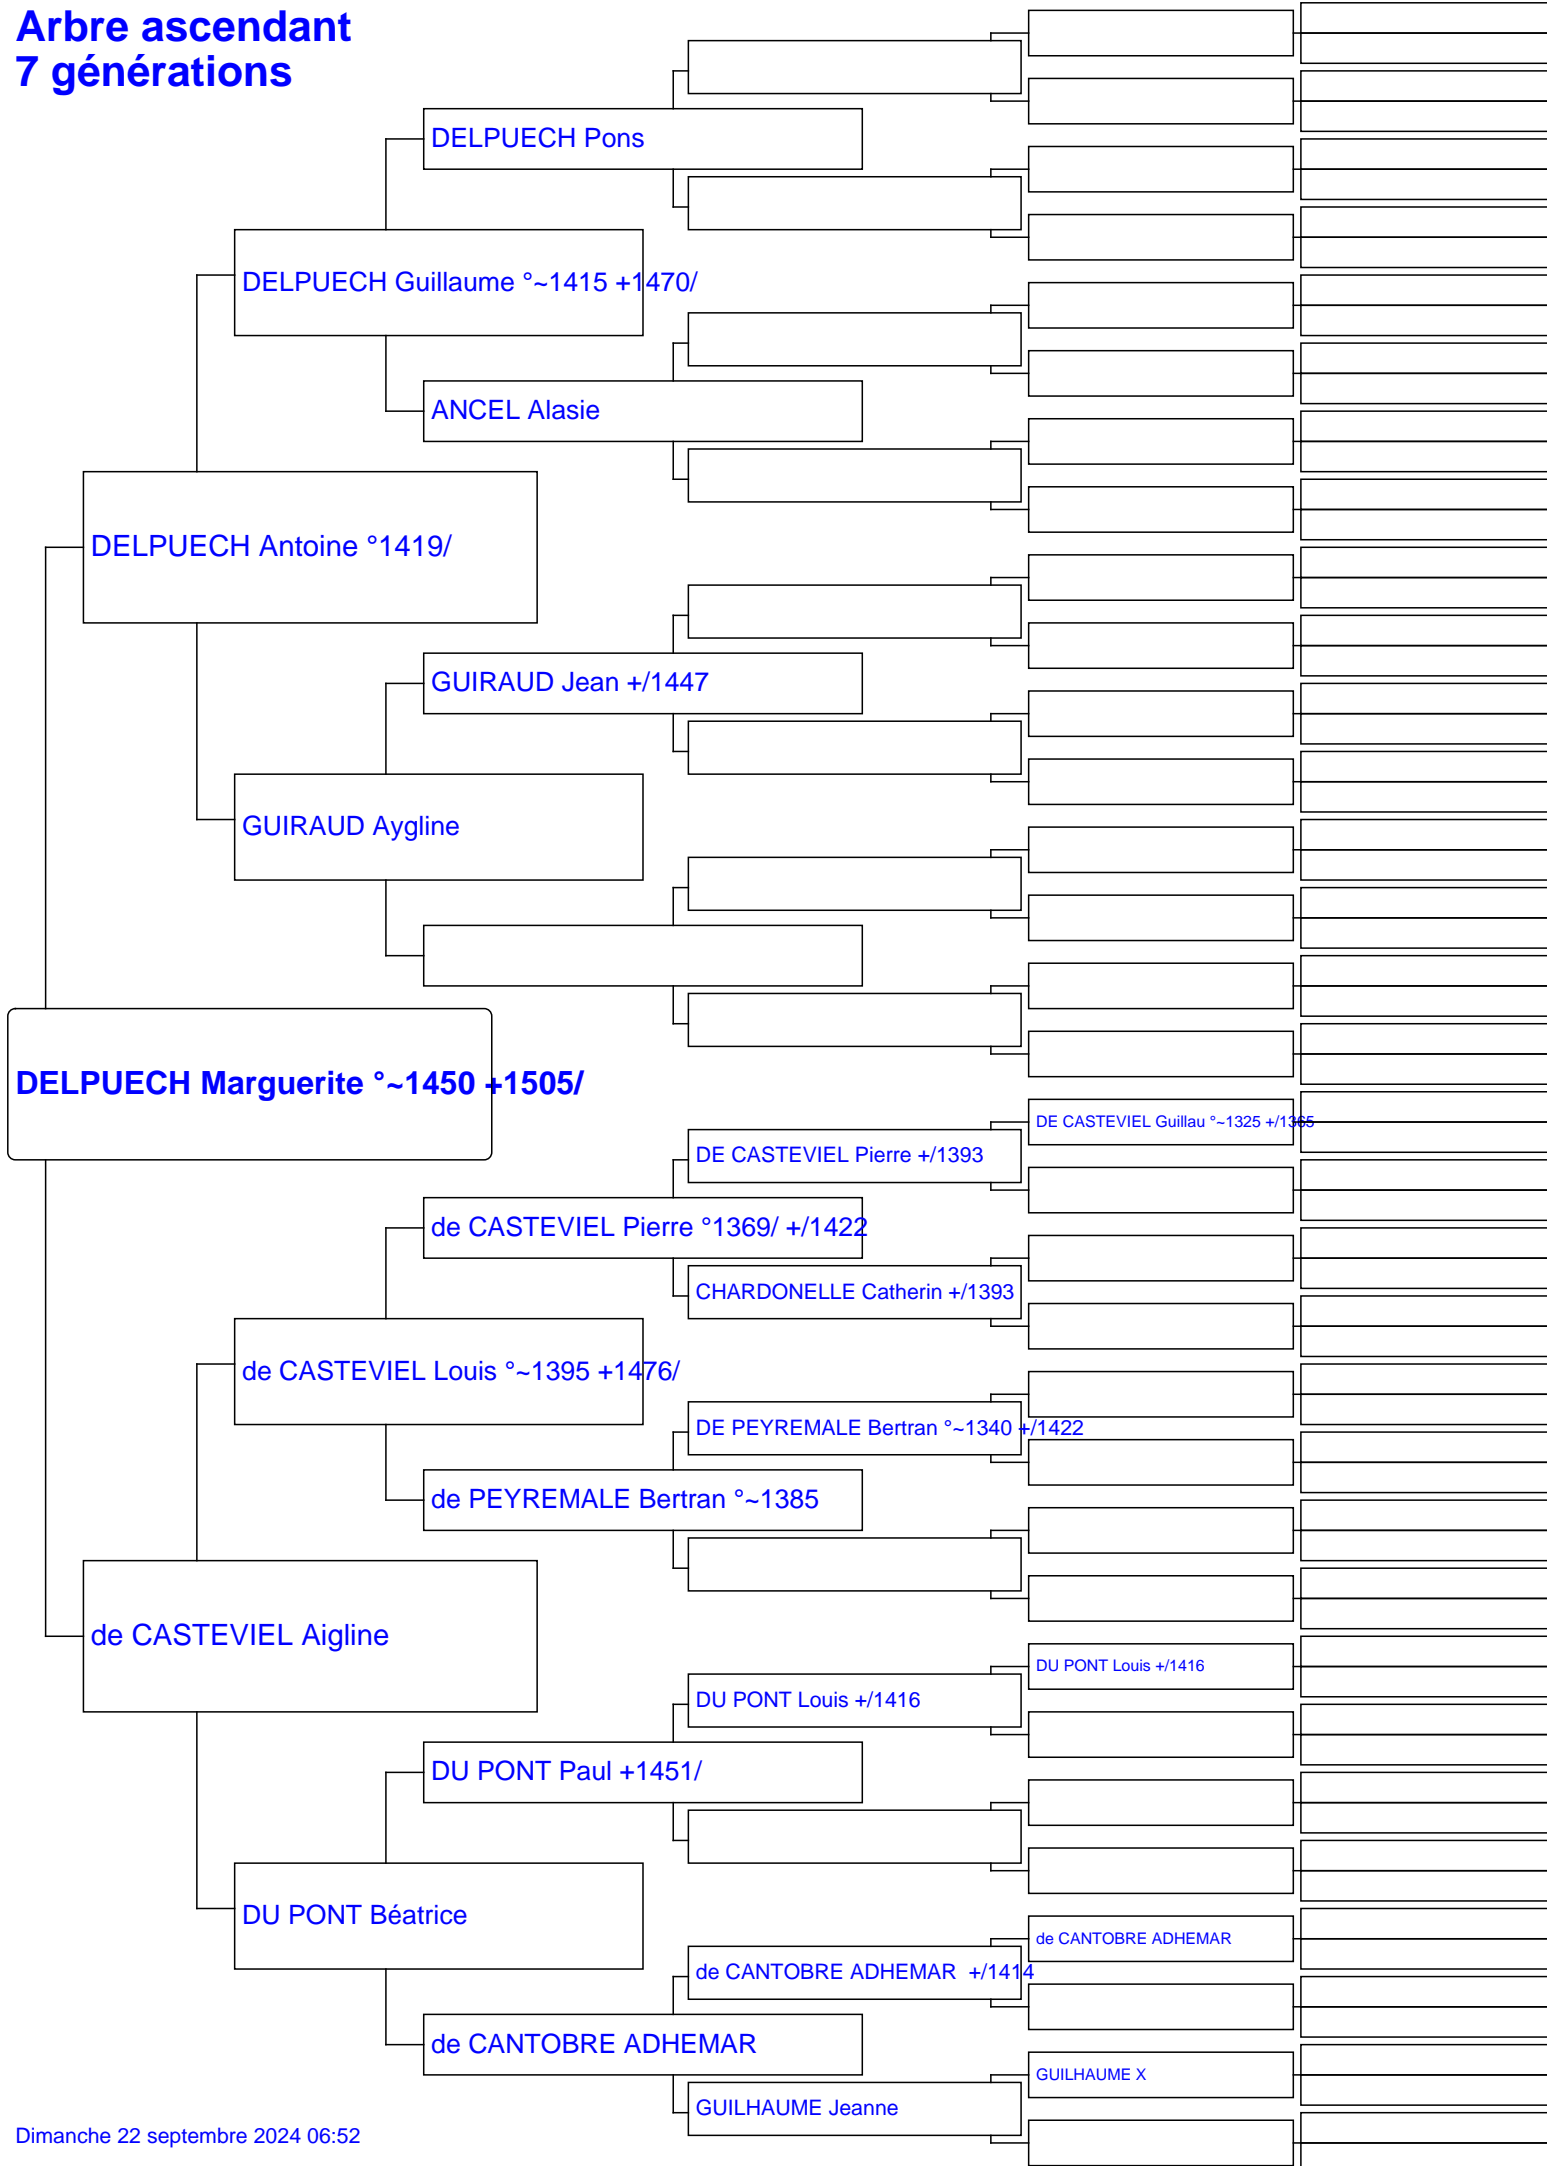 Arbre ascendant
7 générations
DELPUECH Pons
DELPUECH Guillaume °~1415 +1470/
ANCEL Alasie
DELPUECH Antoine °1419/
GUIRAUD Jean +/1447
GUIRAUD Aygline
DELPUECH Marguerite °~1450 +1505/
DE CASTEVIEL Guillau °~1325 +/1365
DE CASTEVIEL Pierre +/1393
de CASTEVIEL Pierre °1369/ +/1422
CHARDONELLE Catherin +/1393
de CASTEVIEL Louis °~1395 +1476/
DE PEYREMALE Bertran °~1340 +/1422
de PEYREMALE Bertran °~1385
de CASTEVIEL Aigline
DU PONT Louis +/1416
DU PONT Louis +/1416
DU PONT Paul +1451/
DU PONT Béatrice
de CANTOBRE ADHEMAR
de CANTOBRE ADHEMAR  +/1414
de CANTOBRE ADHEMAR
GUILHAUME X
GUILHAUME Jeanne
Dimanche 22 septembre 2024 06:52